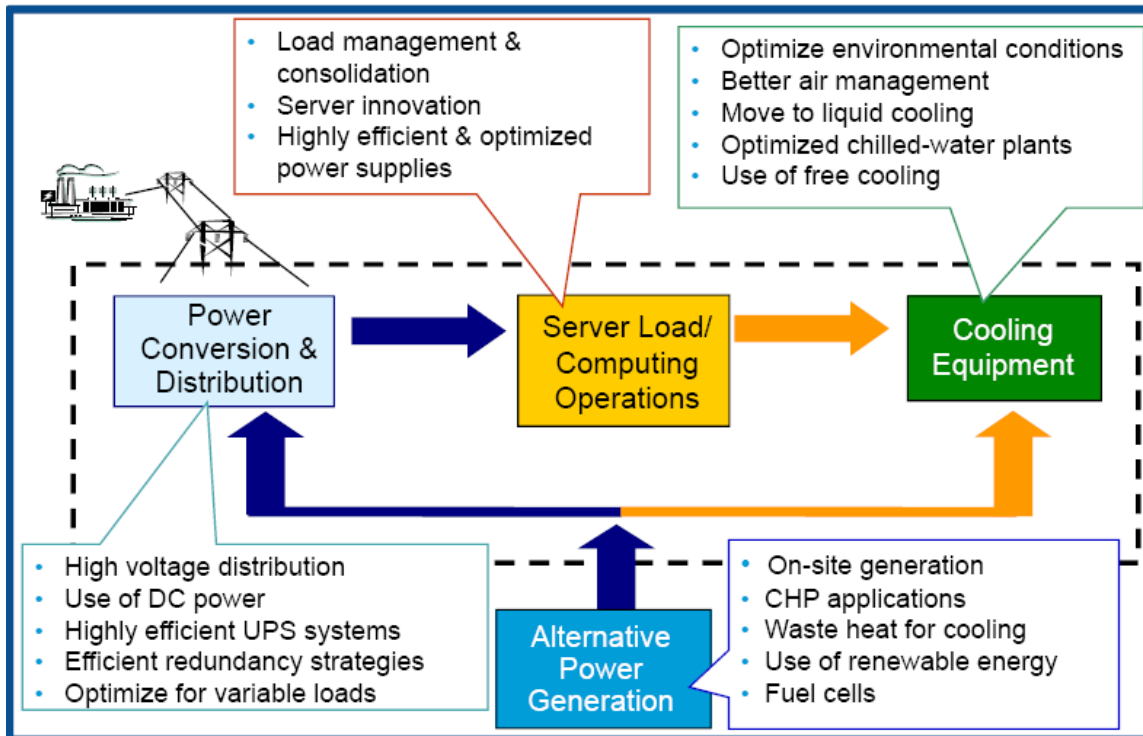 • Load management &
consolidation
• Server innovation
• Highly efficient & optimized
power supplies
• Optimize environmental conditions
• Better air management
• Move to liquid cooling
• Optimized chilled-water plants
• Use of free cooling
Power
Conversion &
Distribution
Server Load/
Computing
Operations
Cooling
Equipment
• High voltage distribution
• Use of DC power
• Highly efficient UPS systems
• Efficient redundancy strategies
• Optimize for variable loads
Alternative
Power
Generation
• On-site generation
• CHP applications
• Waste heat for cooling
• Use of renewable energy
• Fuel cells